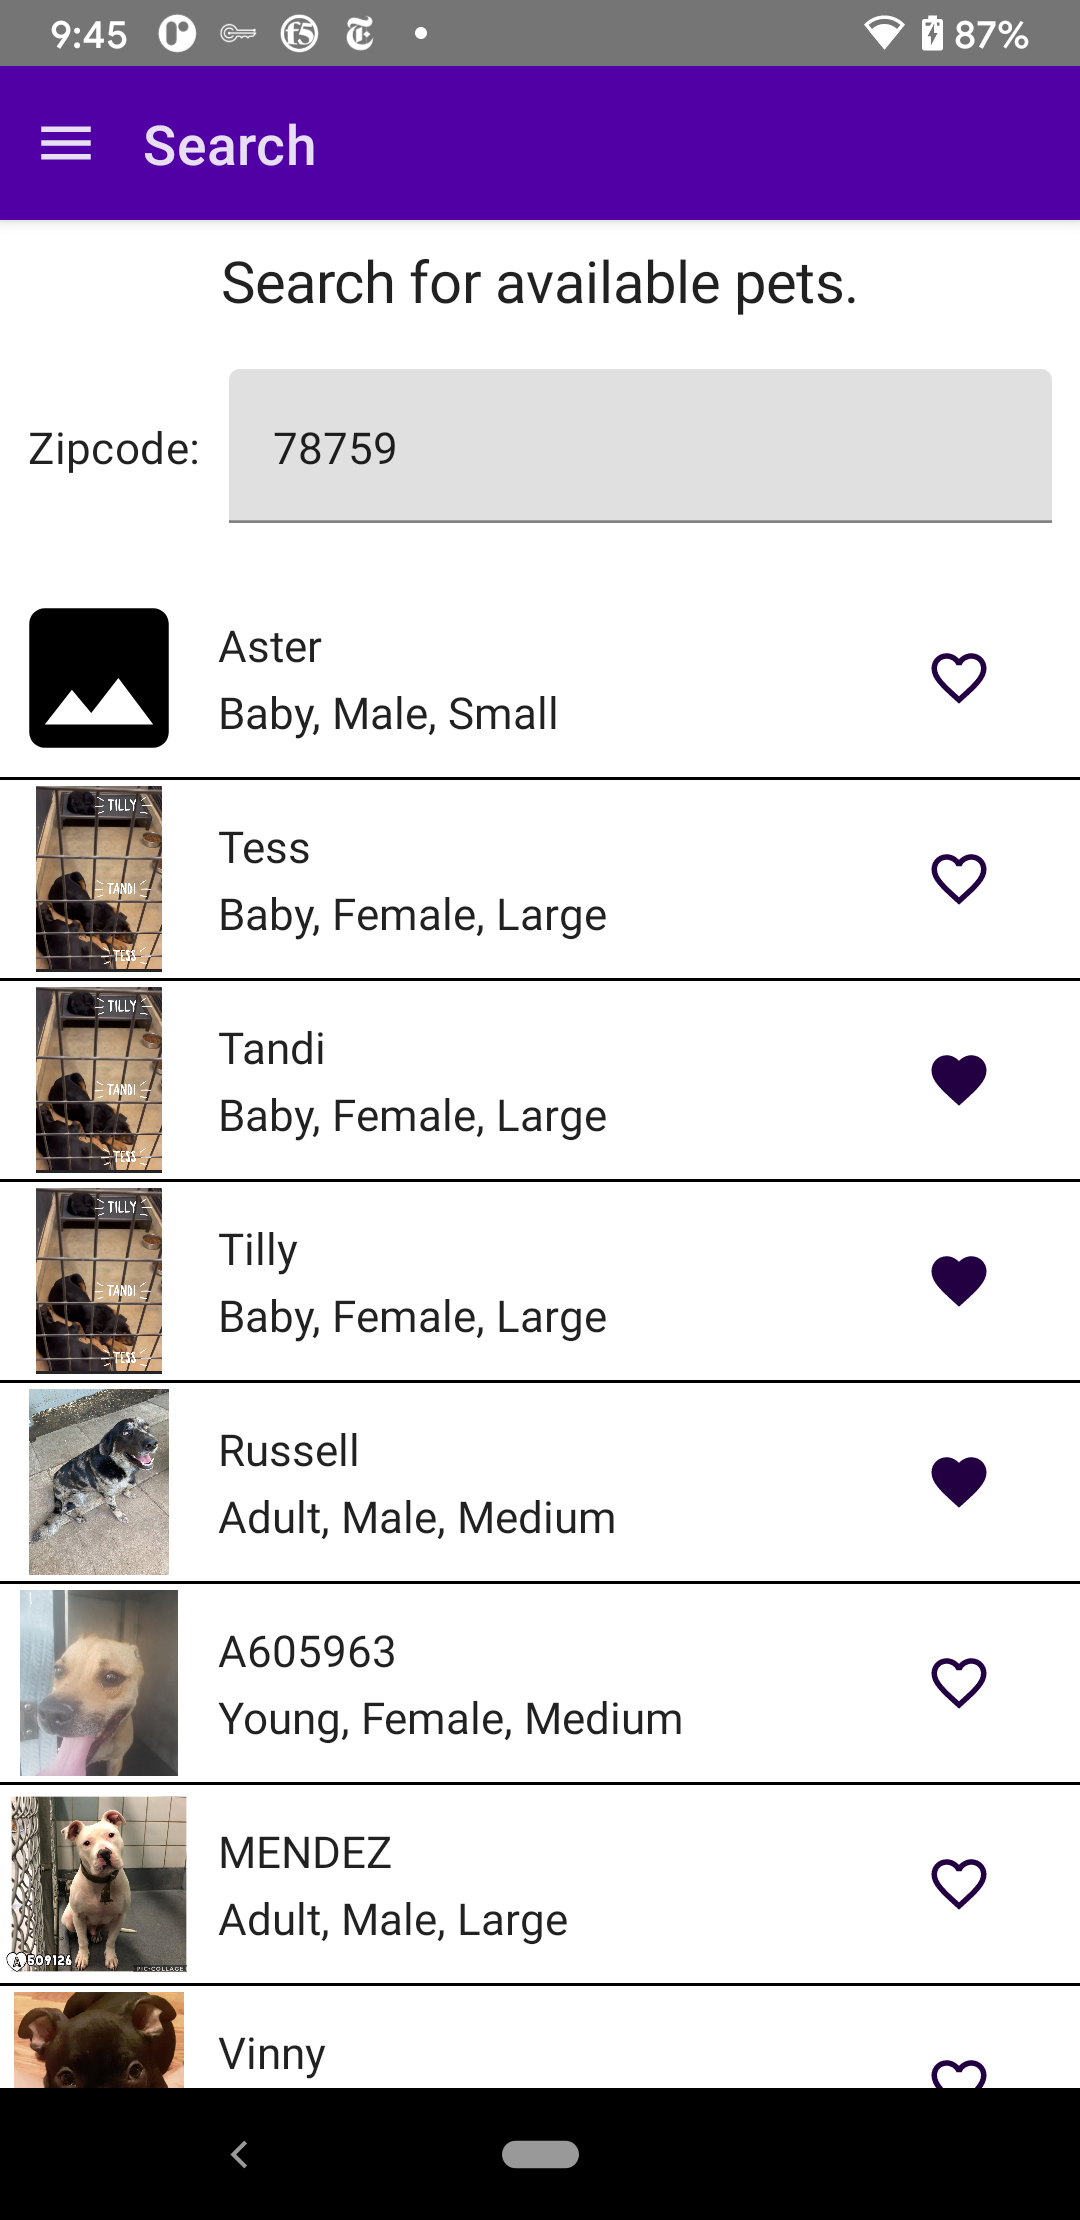 9:45
87%
Search
Search for available pets.
Zipcode:
78759
Aster
Baby, Male, Small
TILLY
TANDI
TESS
Tess
Baby, Female, Large
TILLY
TANDI
TESS
Tandi
Baby, Female, Large
TILLY
TANDI
TESS
Tilly
Baby, Female, Large
Russell
Adult, Male, Medium
A605963
Young, Female, Medium
A509126
PIC•COLLAGE
MENDEZ
Adult, Male, Large
Vinny